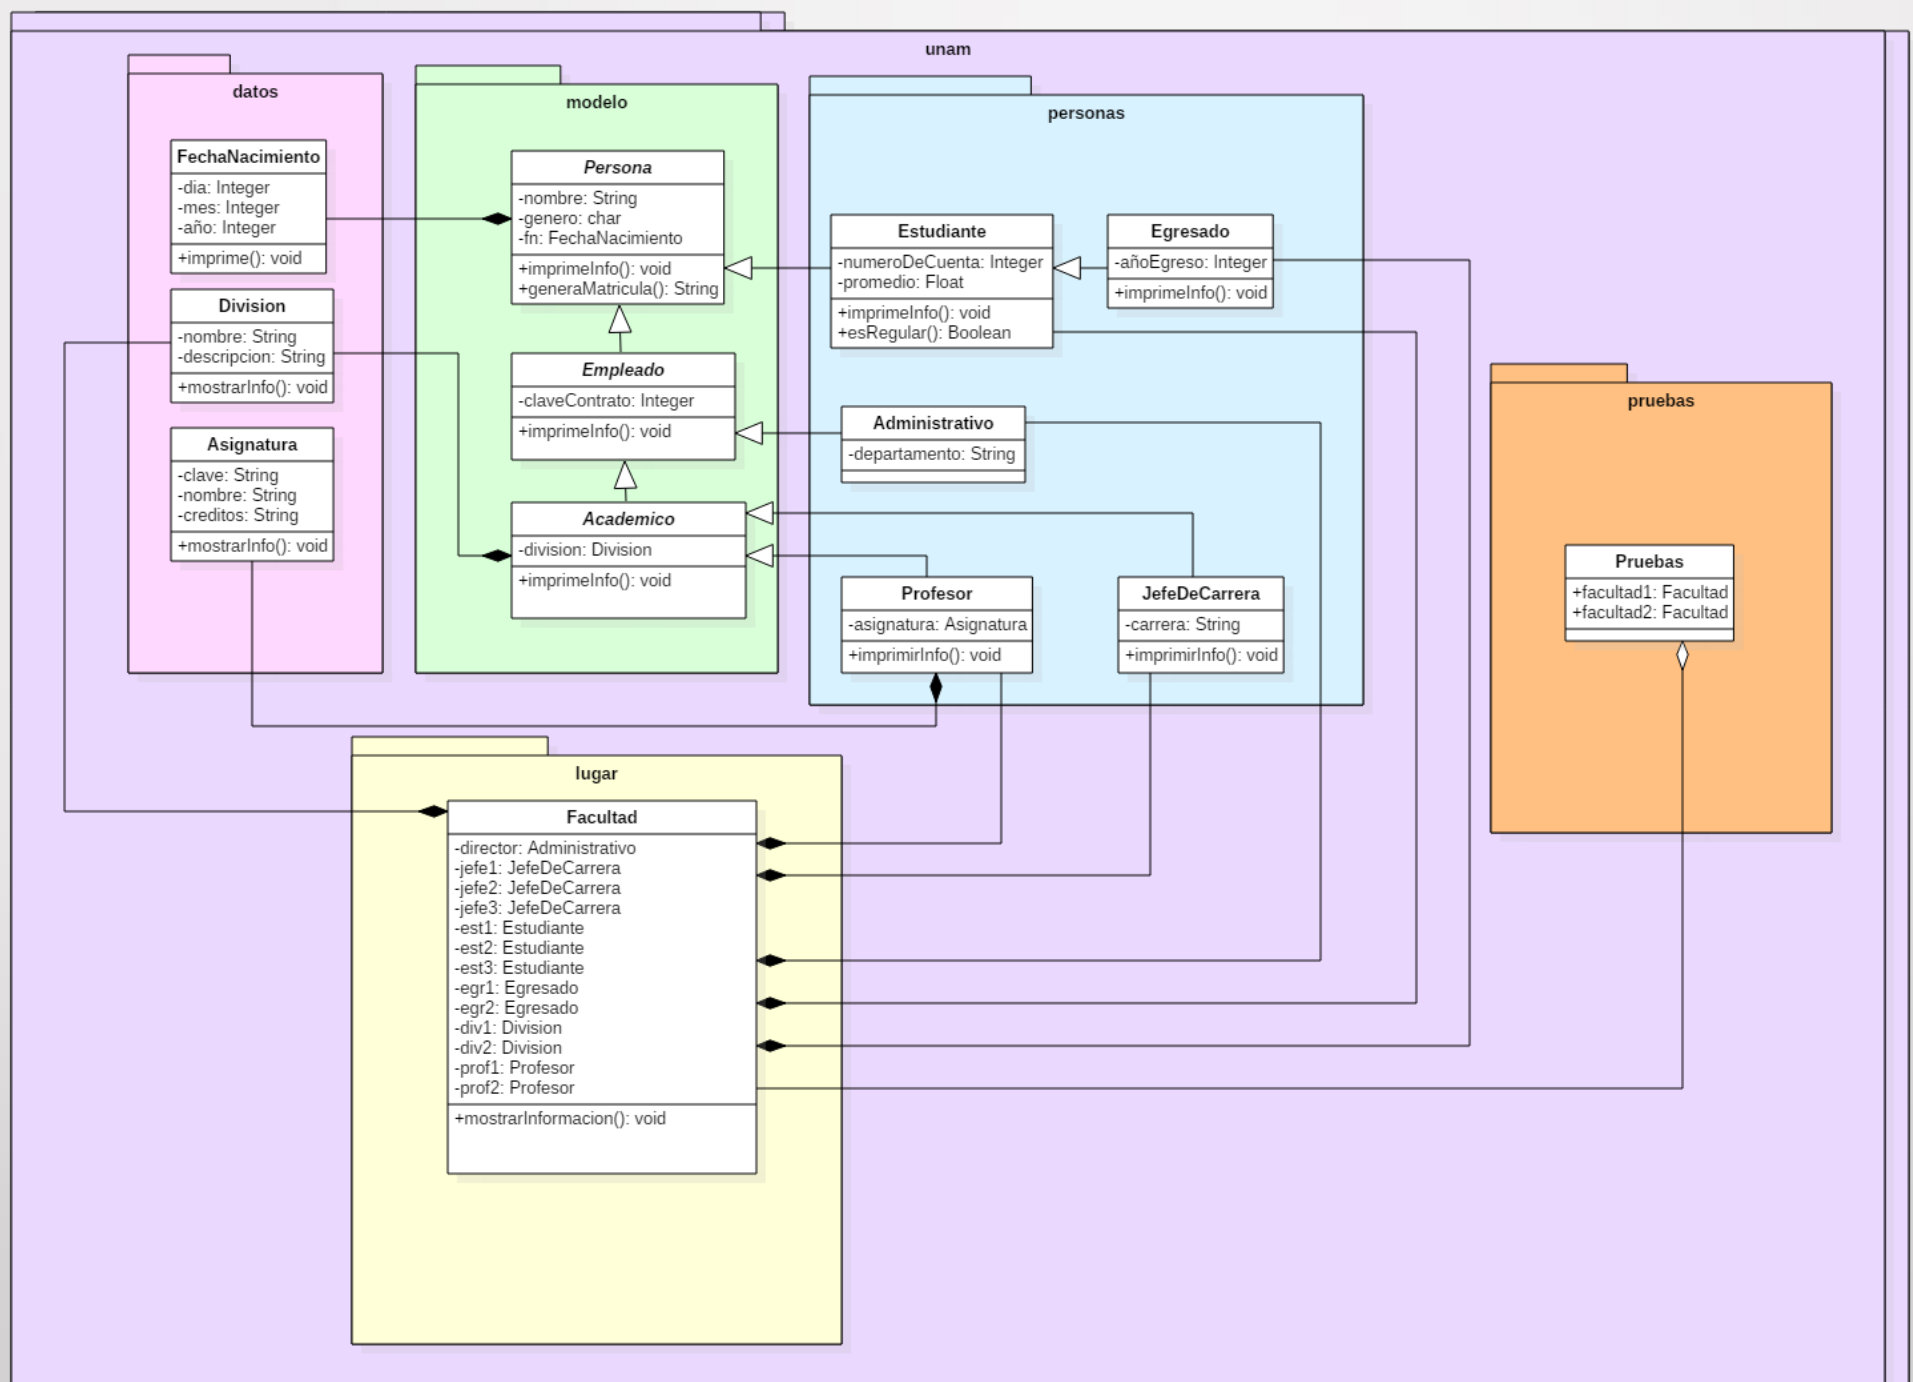 unam
datos
FechaNacimiento
-dia: Integer
-mes: Integer
-año: Integer
+imprime(): void
Division
-nombre: String
-descripcion: String
+mostrarInfo(): void
Asignatura
-clave: String
-nombre: String
-creditos: String
+mostrarInfo(): void
modelo
Persona
-nombre: String
-genero: char
-fn: FechaNacimiento
+imprimeInfo(): void
+generaMatricula(): String
Empleado
-claveContrato: Integer
+imprimeInfo(): void
Academico
-division: Division
+imprimeInfo(): void
personas
Estudiante
-numeroDeCuenta: Integer
-promedio: Float
+imprimeInfo(): void
+esRegular(): Boolean
Egresado
-añoEgreso: Integer
+imprimeInfo(): void
Administrativo
-departamento: String
Profesor
-asignatura: Asignatura
+imprimirInfo(): void
JefeDeCarrera
-carrera: String
+imprimirInfo(): void
pruebas
Pruebas
+facultad1: Facultad
+facultad2: Facultad
lugar
Facultad
-director: Administrativo
-jefe1: JefeDeCarrera
-jefe2: JefeDeCarrera
-jefe3: JefeDeCarrera
-est1: Estudiante
-est2: Estudiante
-est3: Estudiante
-egr1: Egresado
-egr2: Egresado
-div1: Division
-div2: Division
-prof1: Profesor
-prof2: Profesor
+mostrarInformacion(): void